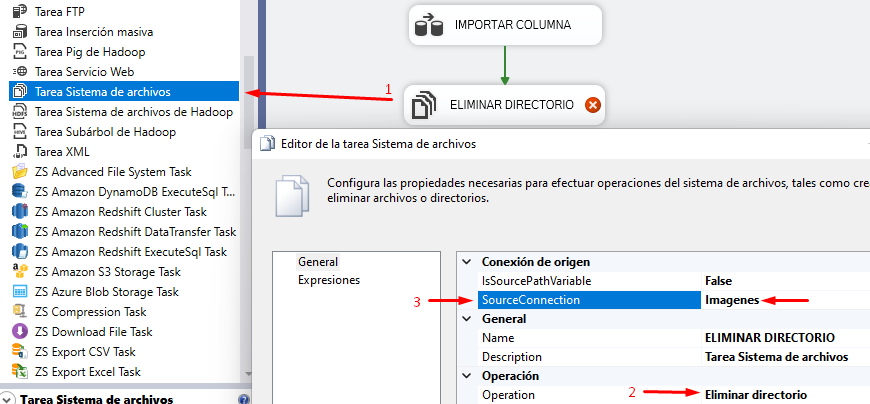 Tarea FTP
Tarea Inserción masiva
Tarea Pig de Hadoop
Tarea Servicio Web
Tarea Sistema de archivos
Tarea Sistema de archivos de Hadoop
Tarea Subárbol de Hadoop
Tarea XML
ZS Advanced File System Task
ZS Amazon DynamoDB ExecuteSql T...
ZS Amazon Redshift Cluster Task
ZS Amazon Redshift DataTransfer Task
ZS Amazon Redshift ExecuteSql Task
ZS Amazon S3 Storage Task
ZS Azure Blob Storage Task
ZS Compression Task
ZS Download File Task
ZS Export CSV Task
ZS Export Excel Task
Tarea Sistema de archivos
IMPORTAR COLUMNA
1
ELIMINAR DIRECTORIO
Editor de la tarea Sistema de archivos
Configura las propiedades necesarias para efectuar operaciones del sistema de archivos, tales como cre
eliminar archivos o directorios.
General
Expresiones
Conexión de origen
IsSourcePathVariable False
3 SourceConnection Imagenes
General
Name ELIMINAR DIRECTORIO
Description Tarea Sistema de archivos
Operación
Operation 2 Eliminar directorio